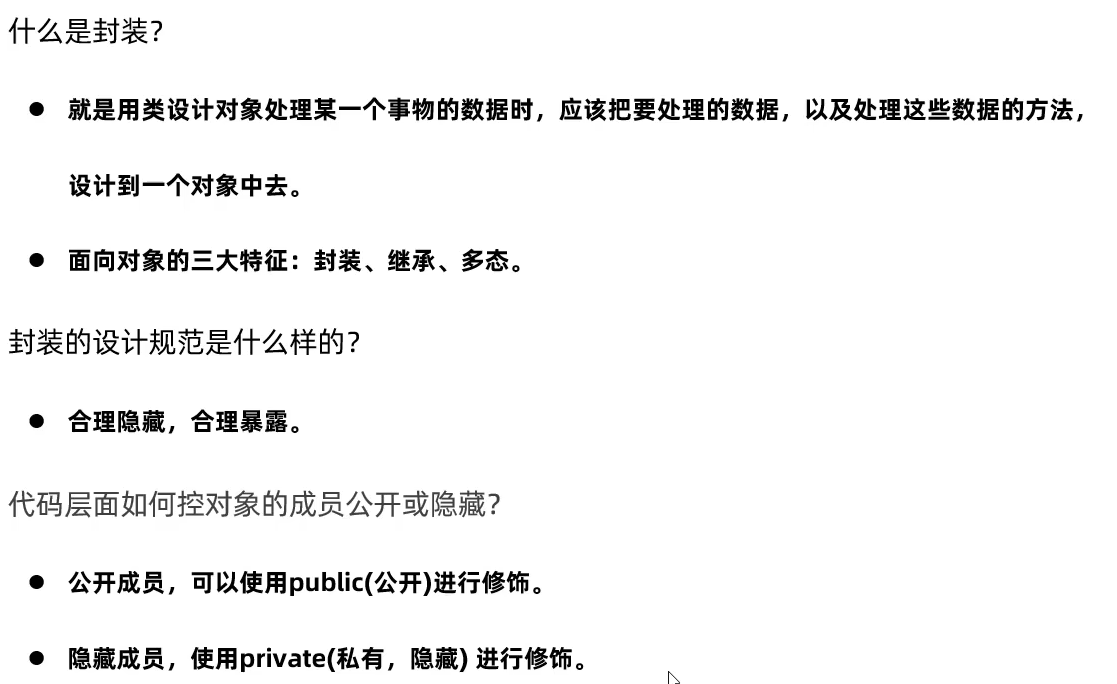 什么是封装?
● 就是用类设计对象处理某一个事物的数据时，应该把要处理的数据，以及处理这些数据的方法，
设计到一个对象中去。
● 面向对象的三大特征：封装、继承、多态。
封装的设计规范是什么样的?
● 合理隐藏，合理暴露。
代码层面如何控对象的成员公开或隐藏?
● 公开成员，可以使用public(公开)进行修饰。
● 隐藏成员，使用private(私有，隐藏) 进行修饰。